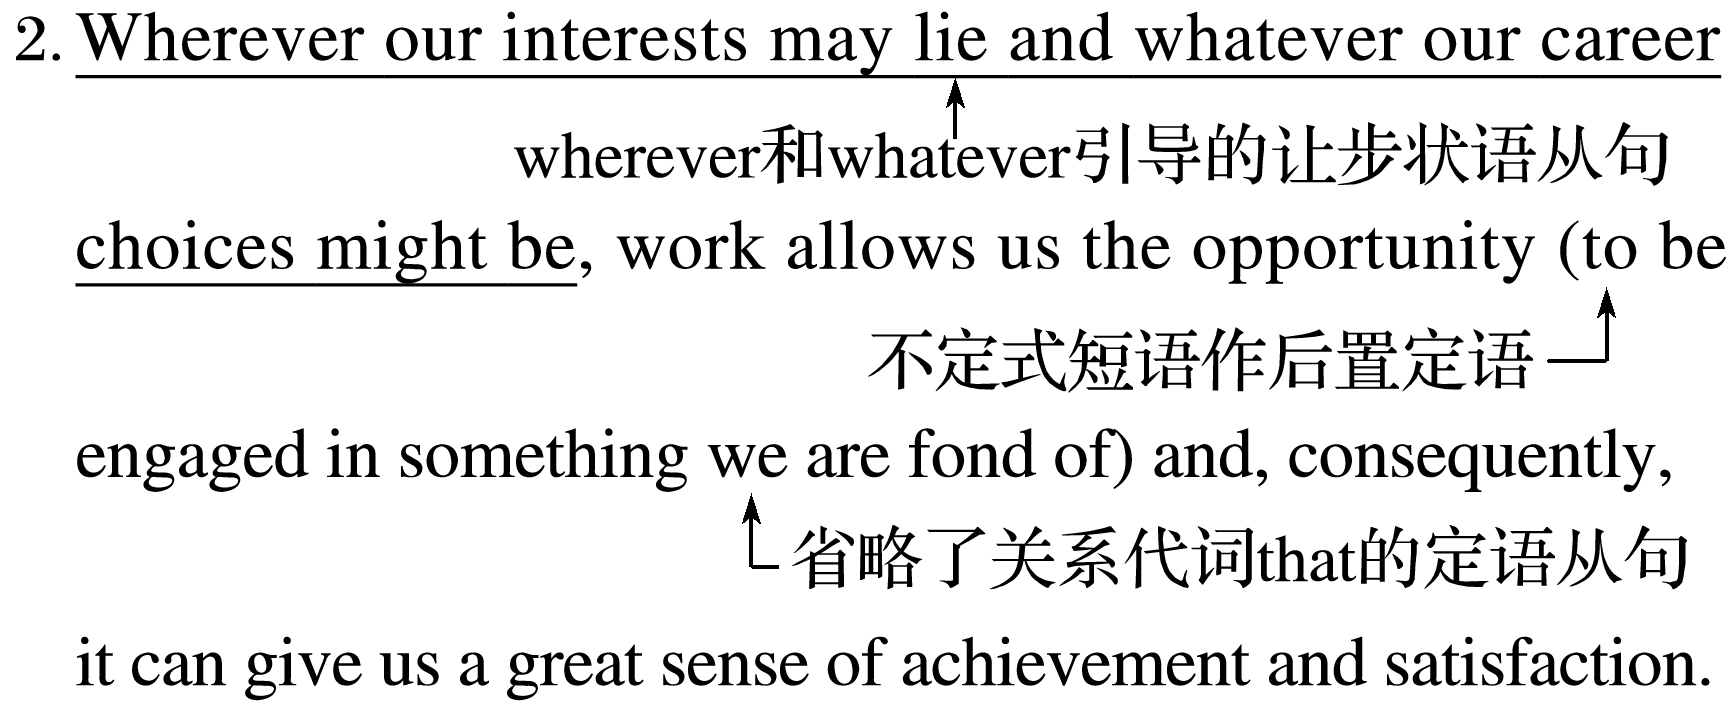 2. Wherever our interests may lie and whatever our career
wherever和whatever引导的让步状语从句
choices might be, work allows us the opportunity (to be
不定式短语作后置定语
engaged in something we are fond of) and, consequently,
省略了关系代词that的定语从句
it can give us a great sense of achievement and satisfaction.